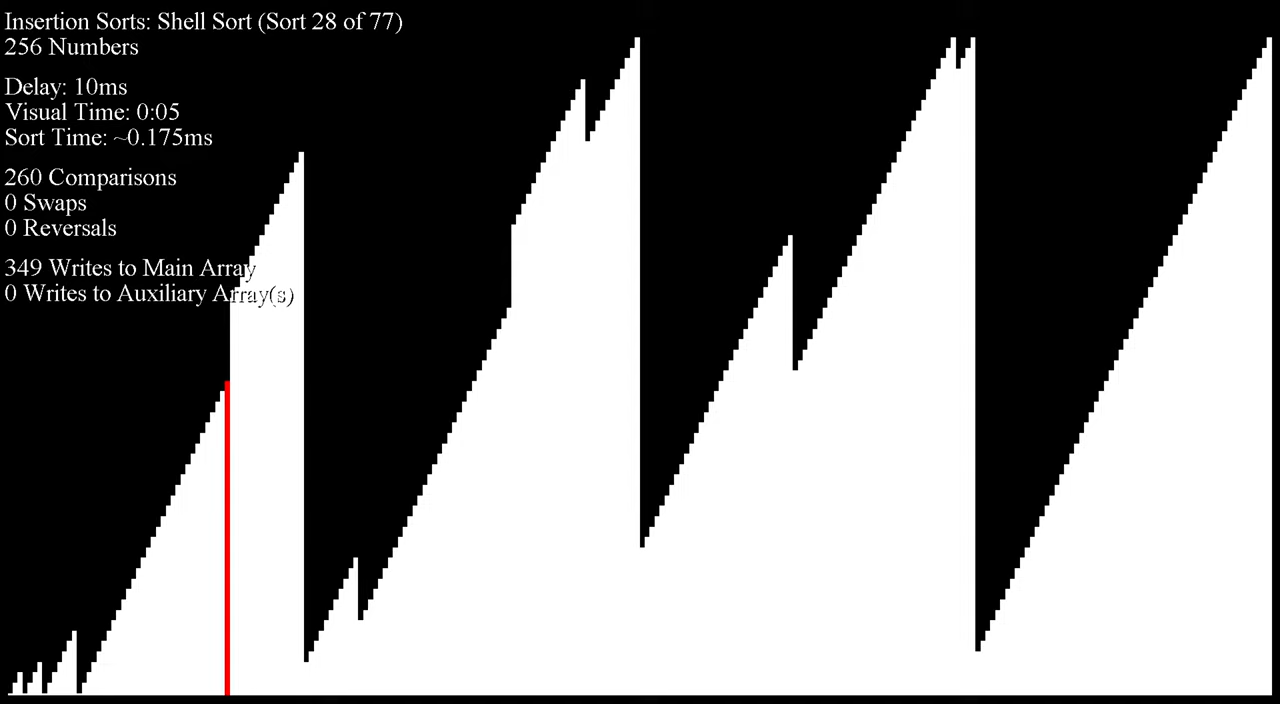 Insertion Sorts: Shell Sort (Sort 28 of 77)
256 Numbers
Delay: 10ms
Visual Time: 0:05
Sort Time: ~0.175ms
260 Comparisons
0 Swaps
0 Reversals
349 Writes to Main Array
0 Writes to Auxiliary Array(s)